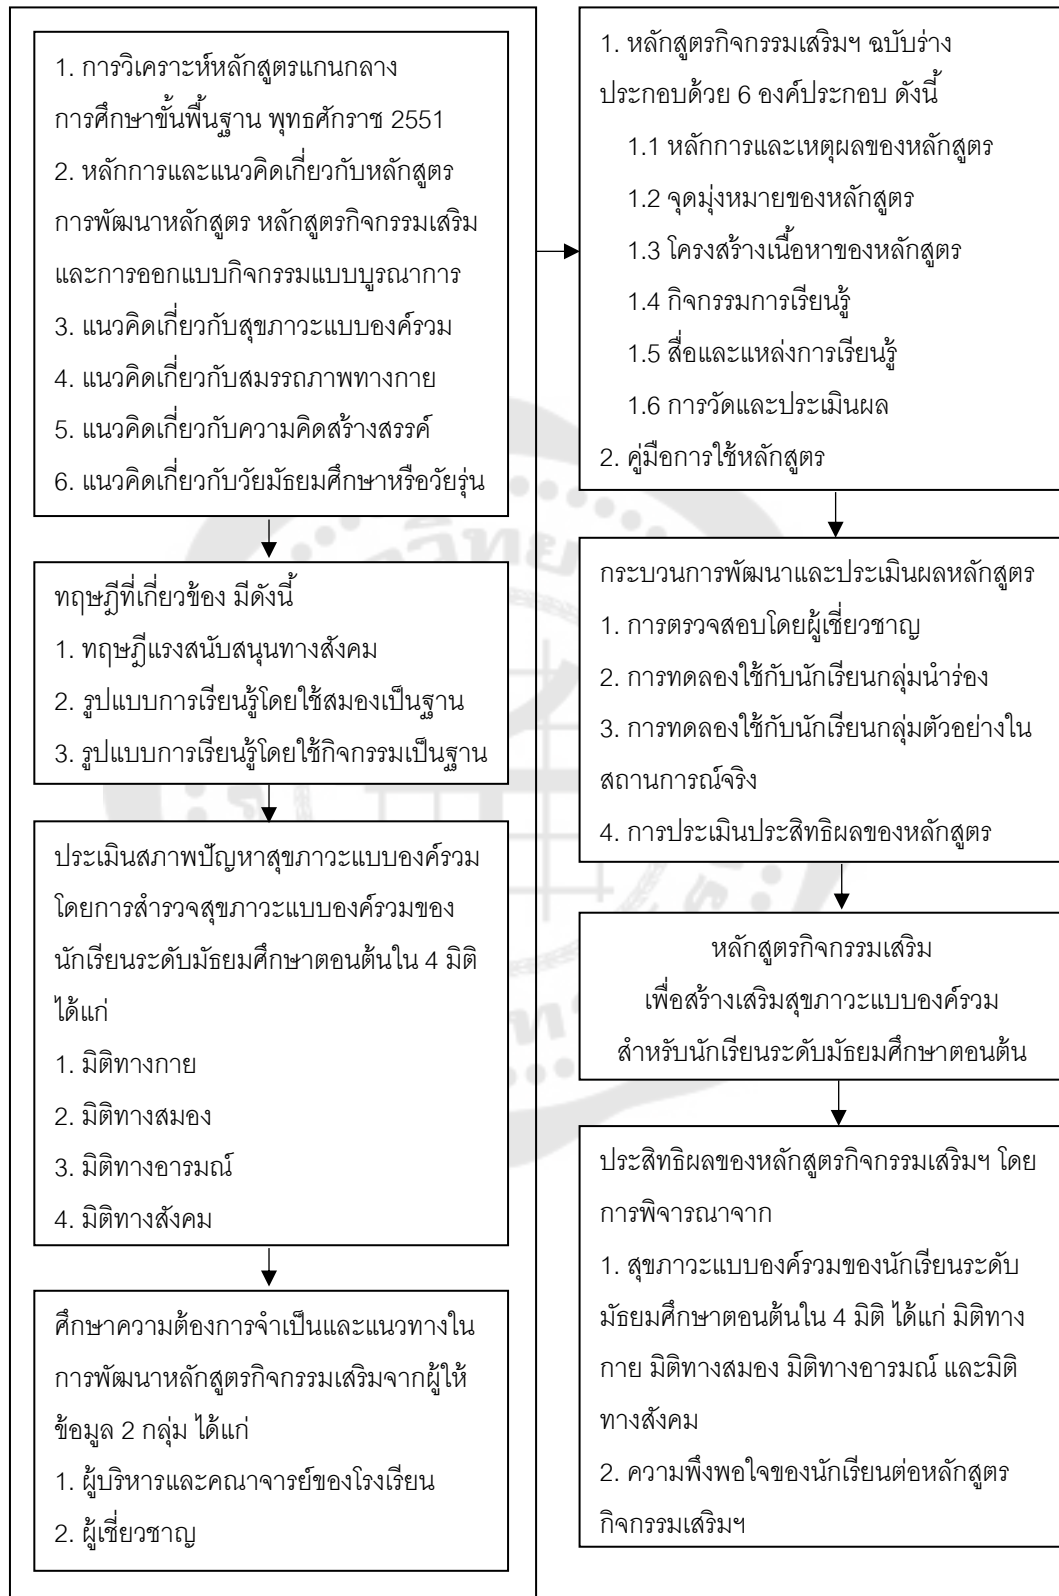 1. การวิเคราะห์หลักสูตรแกนกลาง
การศึกษาขั้นพื้นฐาน พุทธศักราช 2551
2. หลักการและแนวคิดเกี่ยวกับหลักสูตร
การพัฒนาหลักสูตร หลักสูตรกิจกรรมเสริม
และการออกแบบกิจกรรมแบบบูรณาการ
3. แนวคิดเกี่ยวกับสุขภาวะแบบองค์รวม
4. แนวคิดเกี่ยวกับสมรรถภาพทางกาย
5. แนวคิดเกี่ยวกับความคิดสร้างสรรค์
6. แนวคิดเกี่ยวกับวัยมัธยมศึกษาหรือวัยรุ่น
ทฤษฎีที่เกี่ยวข้อง มีดังนี้
1. ทฤษฎีแรงสนับสนุนทางสังคม
2. รูปแบบการเรียนรู้โดยใช้สมองเป็นฐาน
3. รูปแบบการเรียนรู้โดยใช้กิจกรรมเป็นฐาน
ประเมินสภาพปัญหาสุขภาวะแบบองค์รวม
โดยการสำรวจสุขภาวะแบบองค์รวมของ
นักเรียนระดับมัธยมศึกษาตอนต้นใน 4 มิติ
ได้แก่
1. มิติทางกาย
2. มิติทางสมอง
3. มิติทางอารมณ์
4. มิติทางสังคม
ศึกษาความต้องการจำเป็นและแนวทางใน
การพัฒนาหลักสูตรกิจกรรมเสริมจากผู้ให้
ข้อมูล 2 กลุ่ม ได้แก่
1. ผู้บริหารและคณาจารย์ของโรงเรียน
2. ผู้เชี่ยวชาญ
1. หลักสูตรกิจกรรมเสริมฯ ฉบับร่าง
ประกอบด้วย 6 องค์ประกอบ ดังนี้
1.1 หลักการและเหตุผลของหลักสูตร
1.2 จุดมุ่งหมายของหลักสูตร
1.3 โครงสร้างเนื้อหาของหลักสูตร
1.4 กิจกรรมการเรียนรู้
1.5 สื่อและแหล่งการเรียนรู้
1.6 การวัดและประเมินผล
2. คู่มือการใช้หลักสูตร
กระบวนการพัฒนาและประเมินผลหลักสูตร
1. การตรวจสอบโดยผู้เชี่ยวชาญ
2. การทดลองใช้กับนักเรียนกลุ่มนำร่อง
3. การทดลองใช้กับนักเรียนกลุ่มตัวอย่างใน
สถานการณ์จริง
4. การประเมินประสิทธิผลของหลักสูตร
หลักสูตรกิจกรรมเสริม
เพื่อสร้างเสริมสุขภาวะแบบองค์รวม
สำหรับนักเรียนระดับมัธยมศึกษาตอนต้น
ประสิทธิผลของหลักสูตรกิจกรรมเสริมฯ โดย
การพิจารณาจาก
1. สุขภาวะแบบองค์รวมของนักเรียนระดับ
มัธยมศึกษาตอนต้นใน 4 มิติ ได้แก่ มิติทาง
กาย มิติทางสมอง มิติทางอารมณ์ และมิติ
ทางสังคม
2. ความพึงพอใจของนักเรียนต่อหลักสูตร
กิจกรรมเสริมฯ